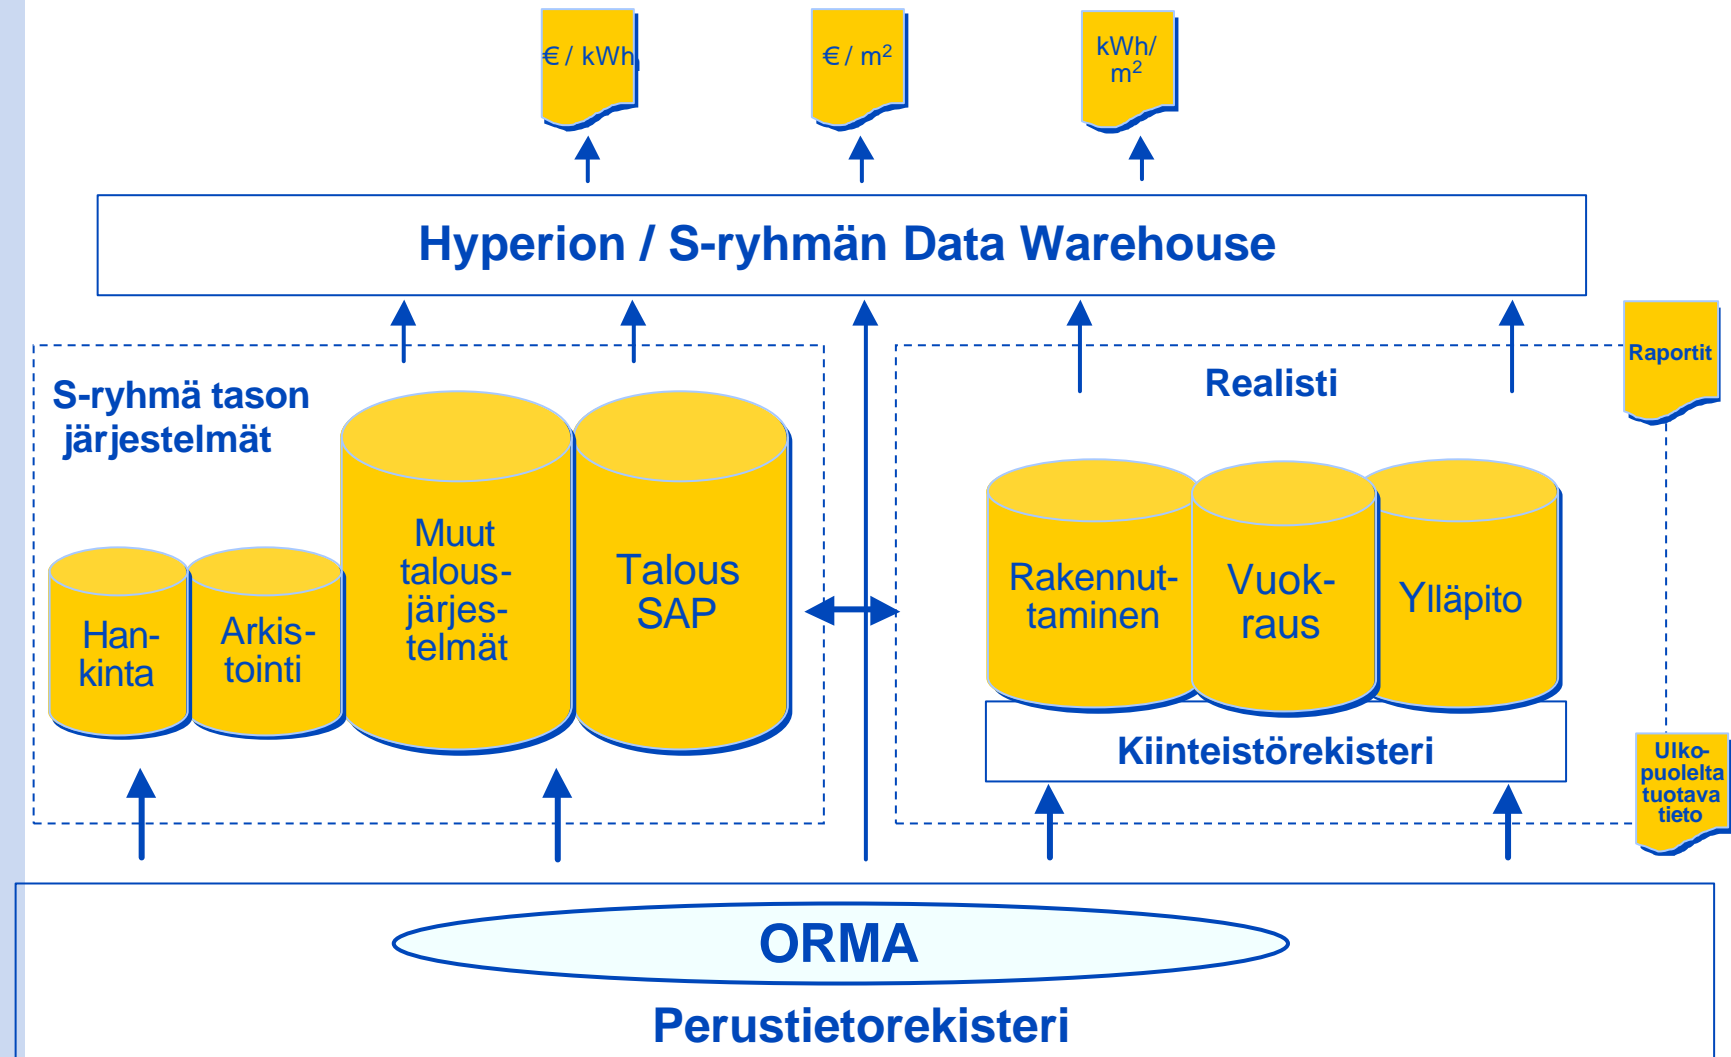 € / kWh
€ / m²
kWh/
m²
Hyperion / S-ryhmän Data Warehouse
S-ryhmä tason
järjestelmät
Realisti
Raportit
Han-
kinta
Arkis-
tointi
Muut
talous-
järjes-
telmät
Talous
SAP
Rakennut-
taminen
Vuok-
raus
Ylläpito
Kiinteistörekisteri
Ulko-
puolelta
tuotava
tieto
ORMA
Perustietorekisteri